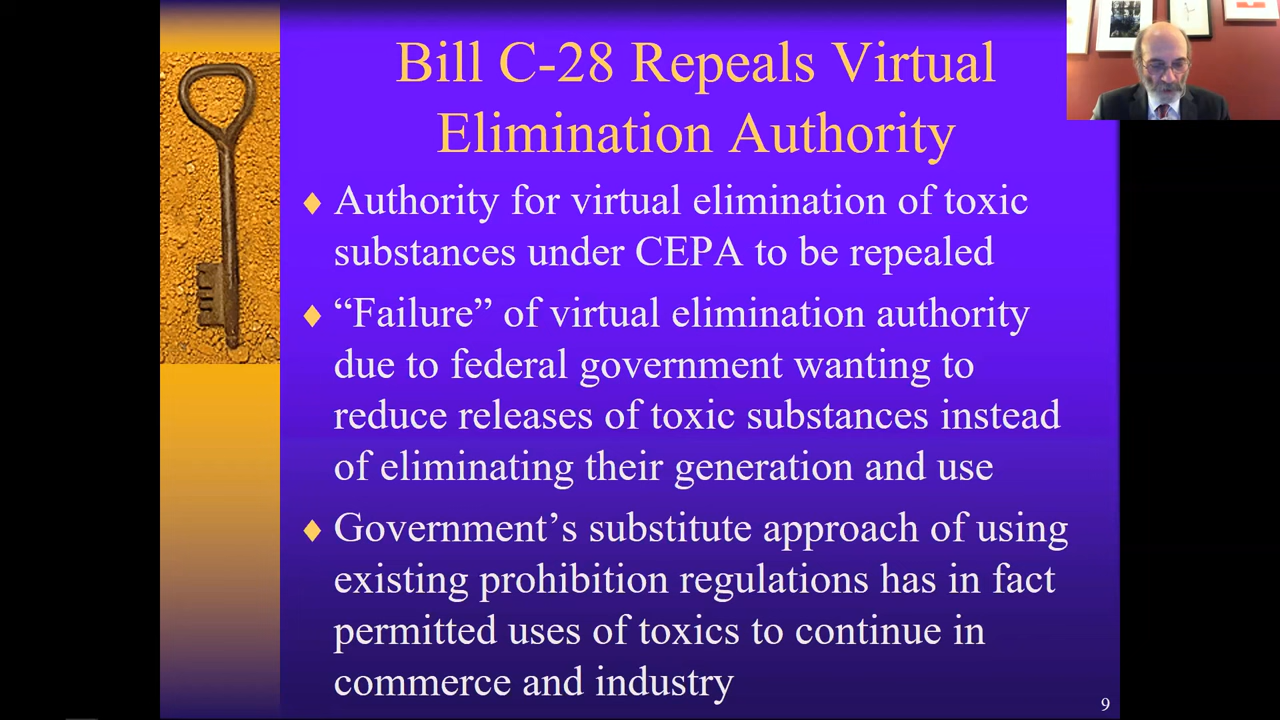 Bill C-28 Repeals Virtual
Elimination Authority
♦ Authority for virtual elimination of toxic
substances under CEPA to be repealed
♦ “Failure” of virtual elimination authority
due to federal government wanting to
reduce releases of toxic substances instead
of eliminating their generation and use
♦ Government’s substitute approach of using
existing prohibition regulations has in fact
permitted uses of toxics to continue in
commerce and industry
9